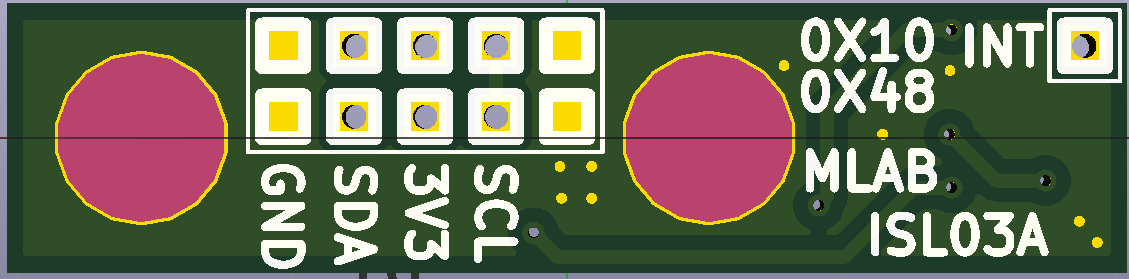 0X10
0X48
INT
GND
SDA
3V3
SCL
MLAB
ISL03A